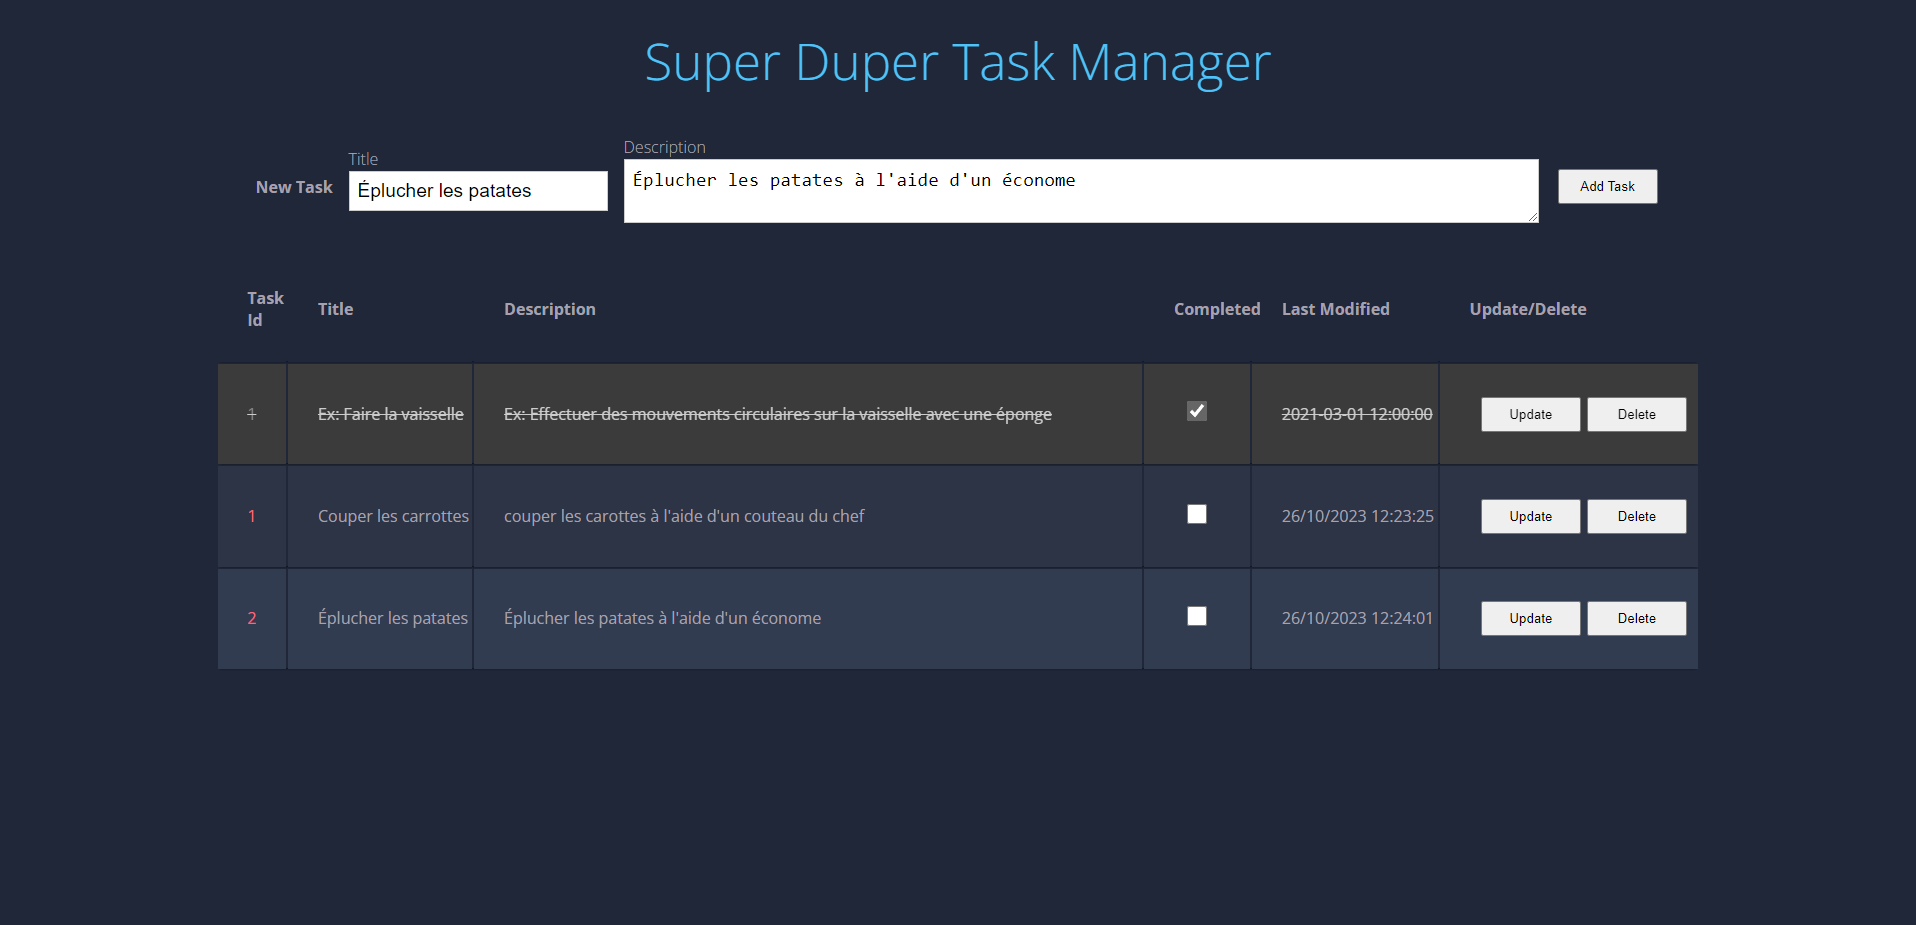 Super Duper Task Manager
New Task
Title
Éplucher les patates
Description
Éplucher les patates à l'aide d'un économe
Add Task
Task Id
Title
Description
Completed
Last Modified
Update/Delete
1
Ex: Faire la vaisselle
Ex: Effectuer des mouvements circulaires sur la vaisselle avec une éponge
2021-03-01 12:00:00
Update
Delete
1
Couper les carrottes
couper les carottes à l'aide d'un couteau du chef
26/10/2023 12:23:25
Update
Delete
2
Éplucher les patates
Éplucher les patates à l'aide d'un économe
26/10/2023 12:24:01
Update
Delete